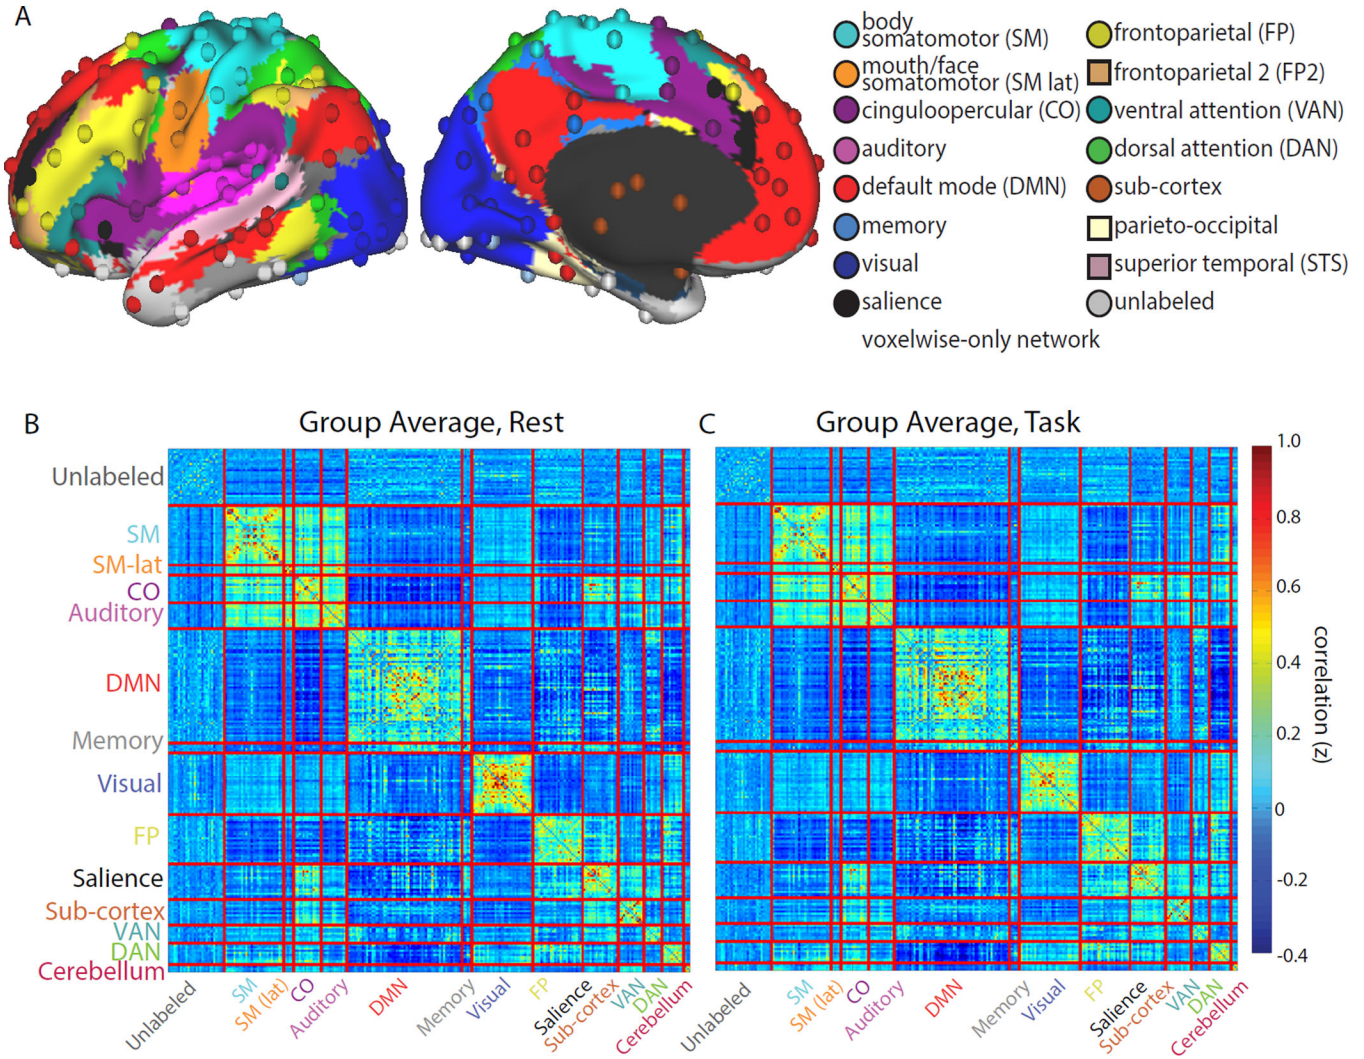 A
body
somatomotor (SM)
mouth/face
somatomotor (SM lat)
cinguloopercular (CO)
auditory
default mode (DMN)
memory
visual
salience
voxelwise-only network
frontoparietal (FP)
frontoparietal 2 (FP2)
ventral attention (VAN)
dorsal attention (DAN)
sub-cortex
parieto-occipital
superior temporal (STS)
unlabeled
B
Group Average, Rest
Unlabeled
SM
SM-lat
CO
Auditory
DMN
Memory
Visual
FP
Salience
Sub-cortex
VAN
DAN
Cerebellum
Unlabeled
SM
SM (lat)
CO
Auditory
DMN
Memory
Visual
FP
Salience
Sub-cortex
VAN
DAN
Cerebellum
C
Group Average, Task
Unlabeled
SM
SM (lat)
CO
Auditory
DMN
Memory
Visual
FP
Salience
Sub-cortex
VAN
DAN
Cerebellum
1.0
0.8
0.6
0.4
0.2
0
-0.2
-0.4
correlation (z)